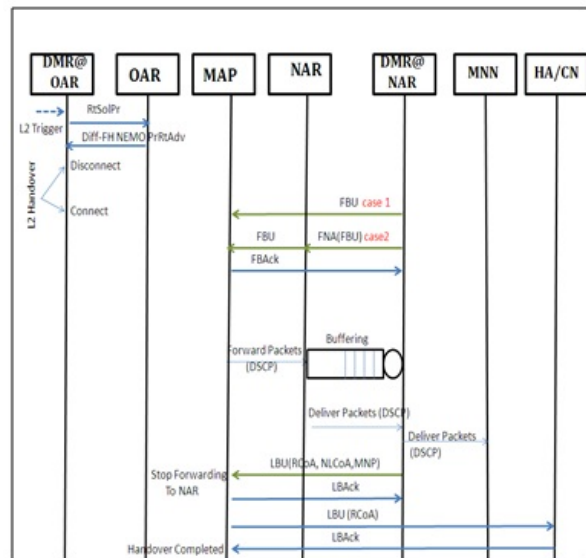 DMR@
OAR
OAR
MAP
NAR
DMR@
NAR
MNN
HA/CN
RtSolPr
L2 Trigger
Diff-FH NEMO PrRtAdv
Disconnect
L2 Handover
Connect
FBU case 1
FBU
FNA(FBU) case2
FBAck
Buffering
Forward Packets
(DSCP)
Deliver Packets (DSCP)
Deliver Packets
(DSCP)
LBU(RCoA, NLCoA,MNP)
Stop Forwarding
To NAR
LBAck
LBU (RCoA)
LBAck
Handover Completed